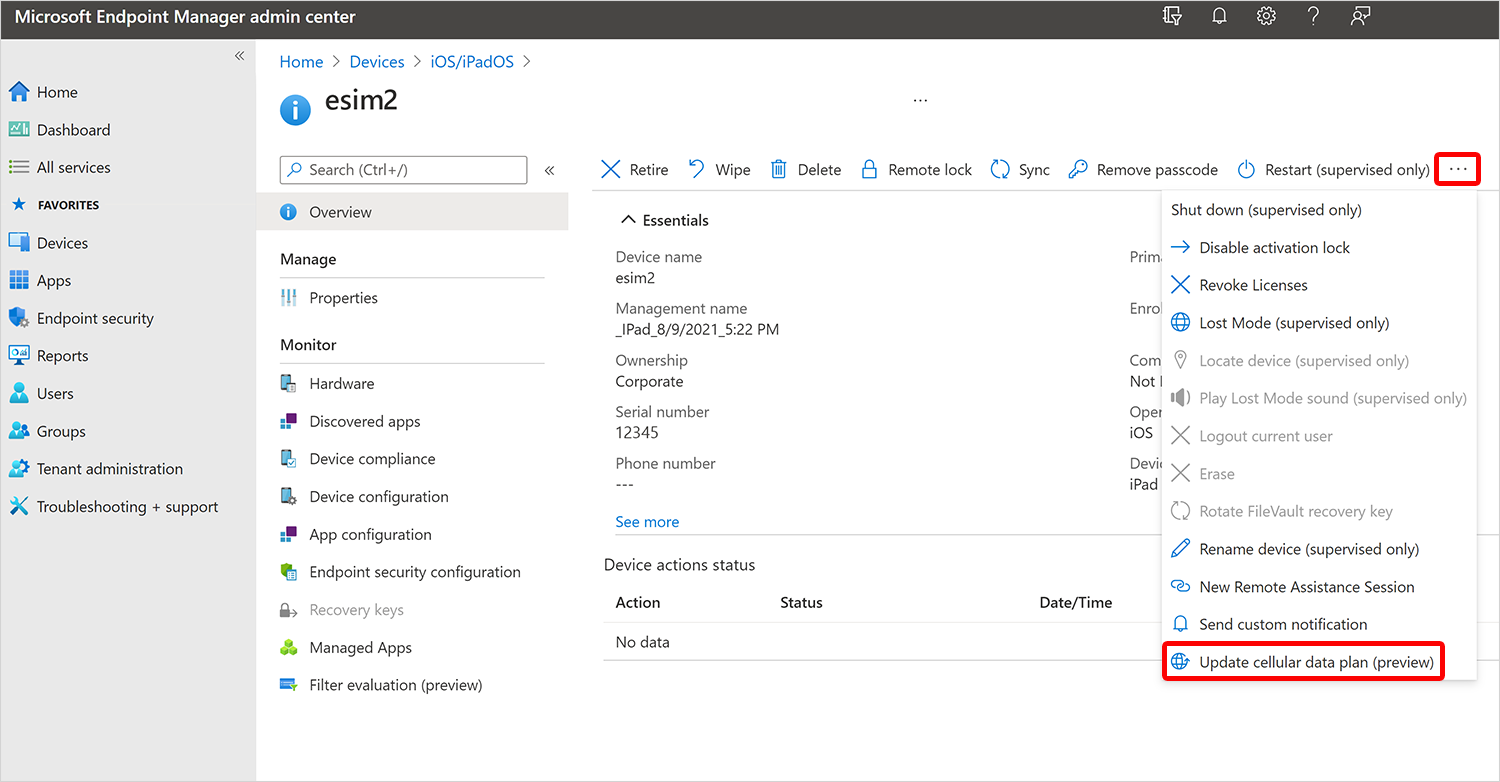 Microsoft Endpoint Manager admin center
«
Home
Dashboard
All services
FAVORITES
Devices
Apps
Endpoint security
Reports
Users
Groups
Tenant administration
Troubleshooting + support
Home > Devices > iOS/iPadOS >
esim2
...
Search (Ctrl+/)
«
Overview
Manage
Properties
Monitor
Hardware
Discovered apps
Device compliance
Device configuration
App configuration
Endpoint security configuration
Recovery keys
Managed Apps
Filter evaluation (preview)
Retire Wipe Delete Remote lock Sync Remove passcode Restart (supervised only) ...
Essentials
Device name
esim2
Management name
_IPad_8/9/2021_5:22 PM
Ownership
Corporate
Serial number
12345
Phone number
---
See more
Prima
Enrol
Com
Not
Oper
iOS
Devic
iPad
Device actions status
Action Status Date/Time
No data
Shut down (supervised only)
Disable activation lock
Revoke Licenses
Lost Mode (supervised only)
Locate device (supervised only)
Play Lost Mode sound (supervised only)
Logout current user
Erase
Rotate FileVault recovery key
Rename device (supervised only)
New Remote Assistance Session
Send custom notification
Update cellular data plan (preview)